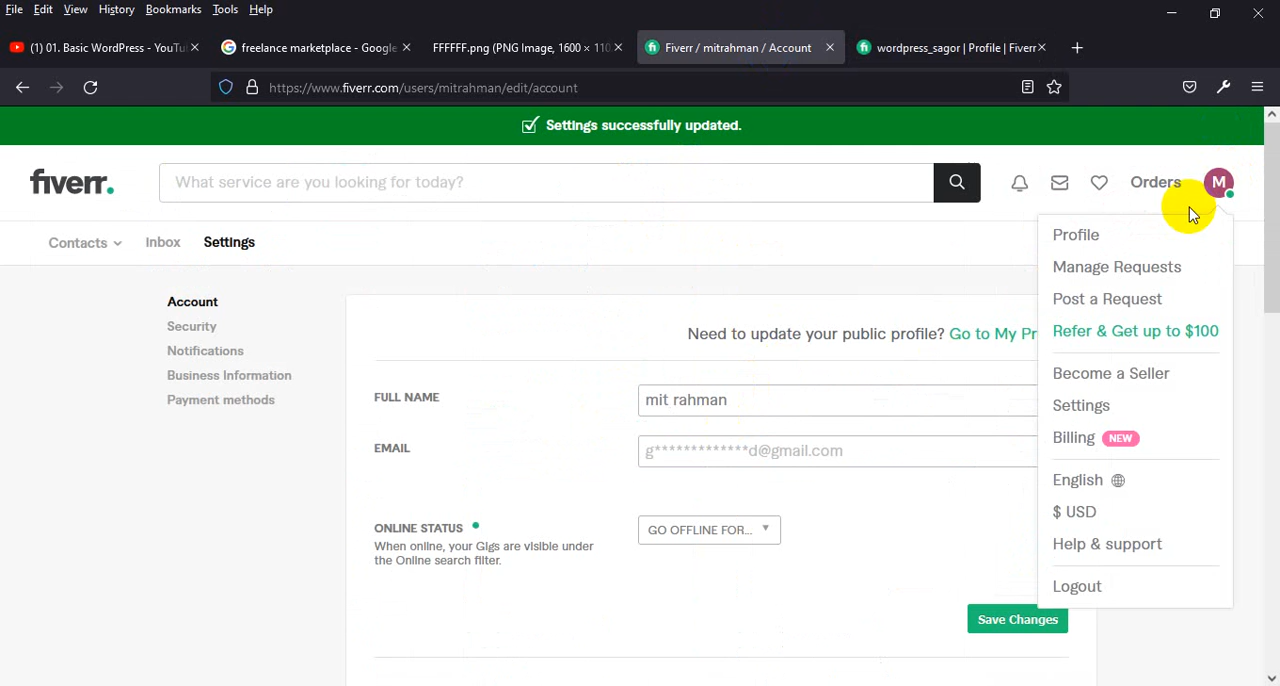 File Edit View History Bookmarks Tools Help
(1) 01. Basic WordPress - YouTu
freelance marketplace - Google
FFFFFF.png (PNG Image, 1600 × 110
Fiverr / mitrahman / Account
wordpress_sagor | Profile | Fiverr
https://www.fiverr.com/users/mitrahman/edit/account
Settings successfully updated.
fiverr.
What service are you looking for today?
Orders
M
Contacts
Inbox
Settings
Profile
Manage Requests
Post a Request
Refer & Get up to $100
Become a Seller
Settings
Billing NEW
English
$ USD
Help & support
Logout
Account
Security
Notifications
Business Information
Payment methods
Need to update your public profile? Go to My Pr
FULL NAME
mit rahman
EMAIL
g*************d@gmail.com
ONLINE STATUS
When online, your Gigs are visible under
the Online search filter.
GO OFFLINE FOR...
Save Changes